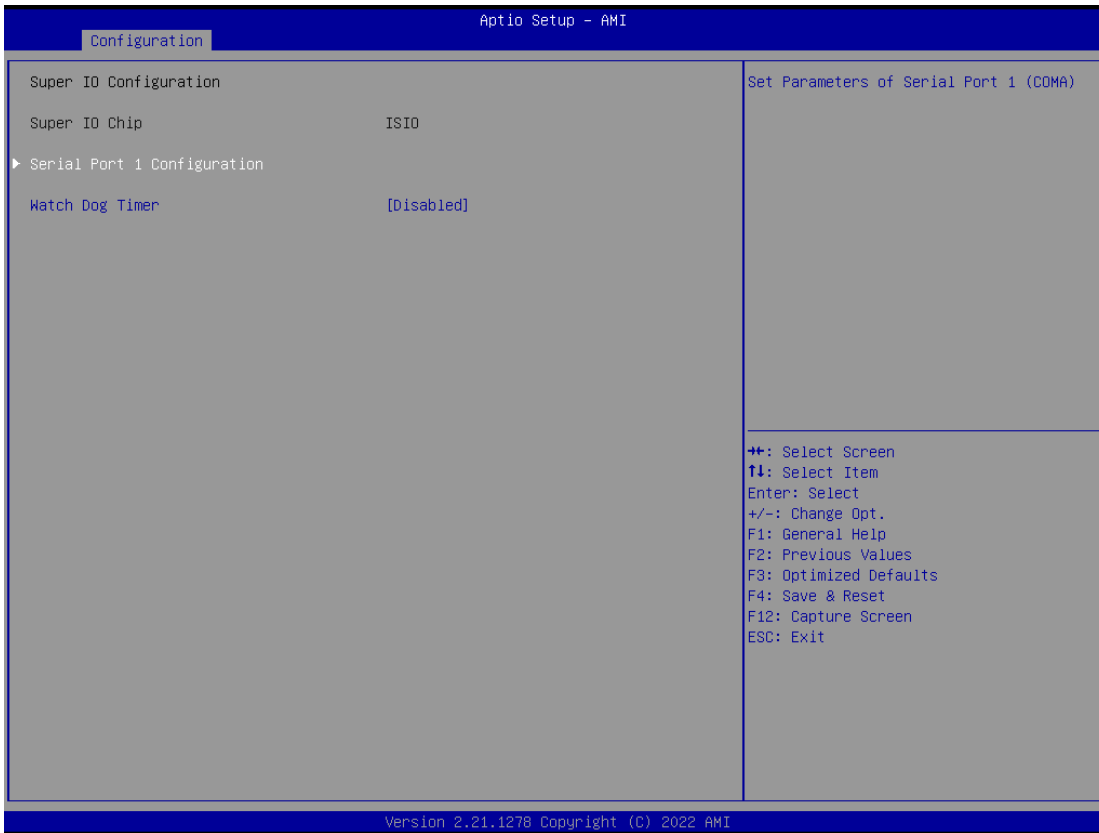 Aptio Setup - AMI
Configuration
Super IO Configuration
Super IO Chip ISIO
Serial Port 1 Configuration
Watch Dog Timer [Disabled]
Set Parameters of Serial Port 1 (COMA)
→←: Select Screen
↑↓: Select Item
Enter: Select
+/-: Change Opt.
F1: General Help
F2: Previous Values
F3: Optimized Defaults
F4: Save & Reset
F12: Capture Screen
ESC: Exit
Version 2.21.1278 Copyright (C) 2022 AMI